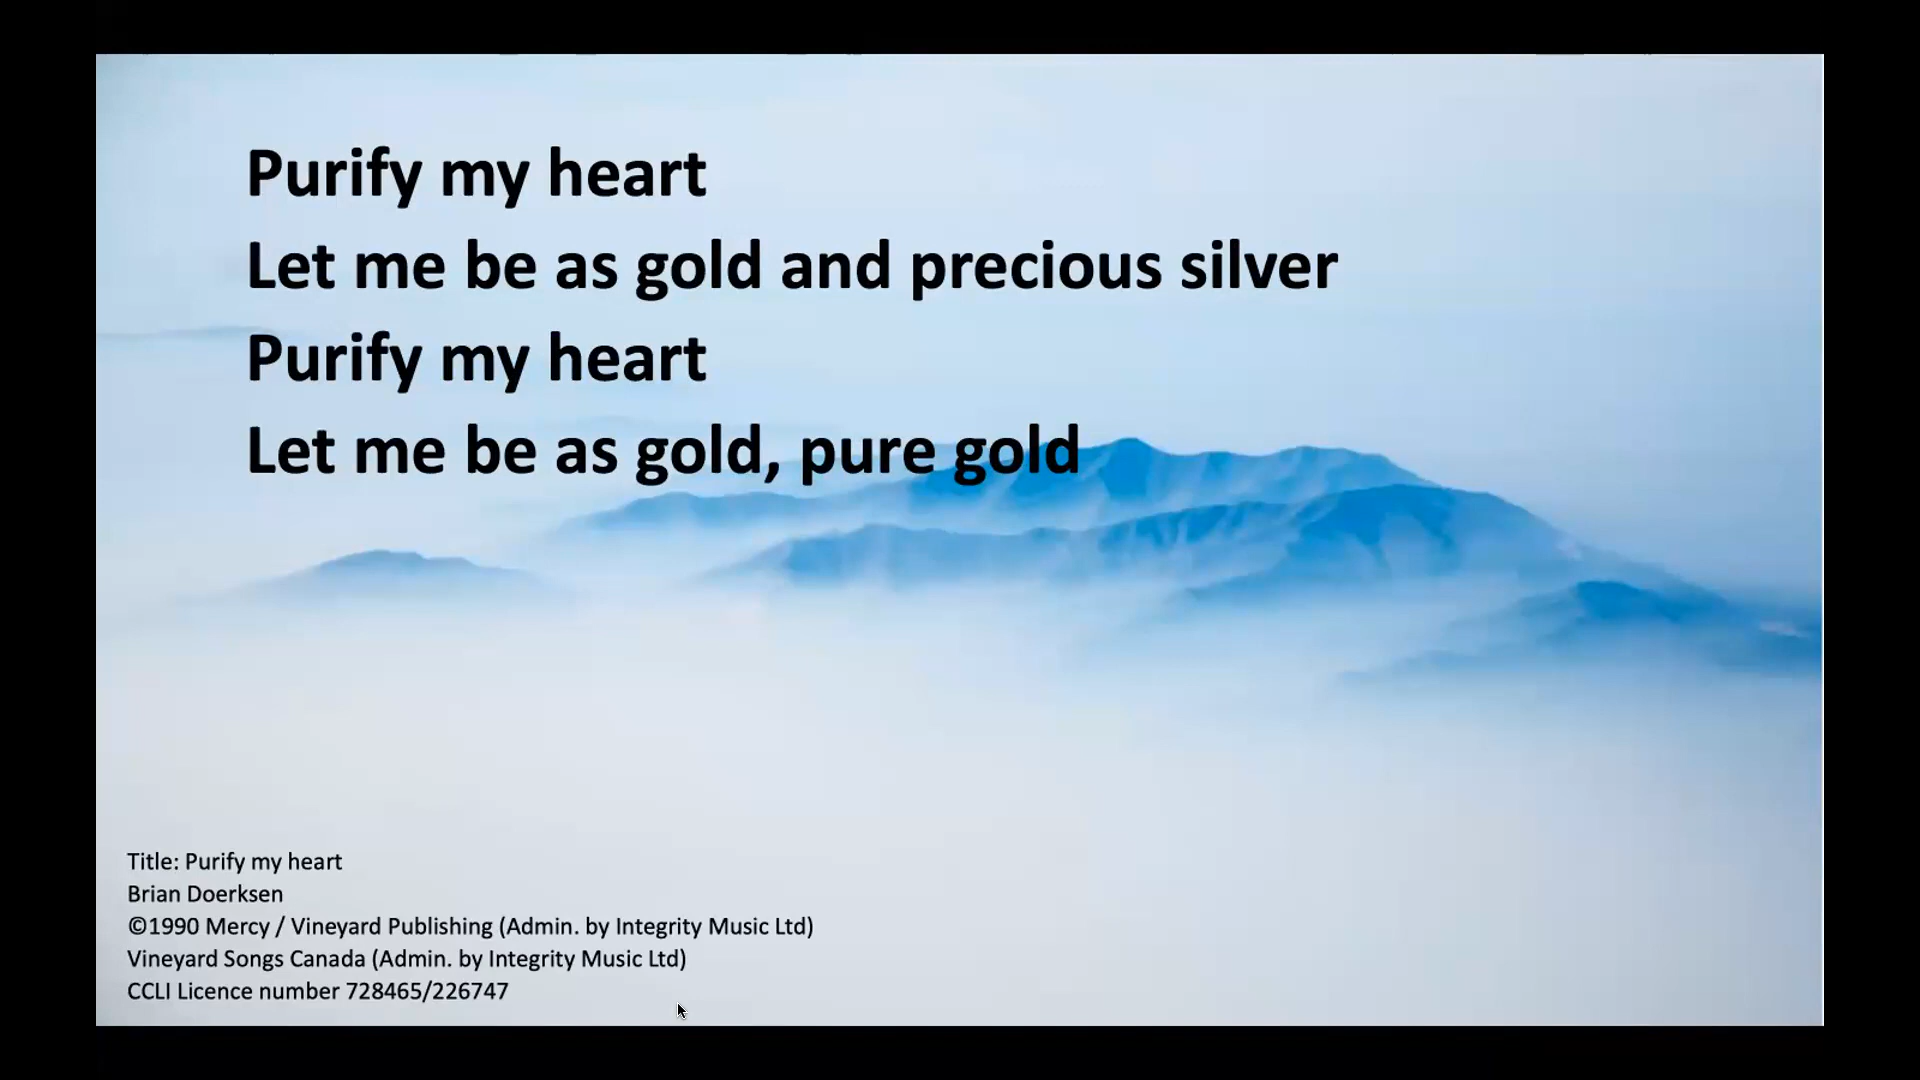 Purify my heart
Let me be as gold and precious silver
Purify my heart
Let me be as gold, pure gold
Title: Purify my heart
Brian Doerksen
©1990 Mercy / Vineyard Publishing (Admin. by Integrity Music Ltd)
Vineyard Songs Canada (Admin. by Integrity Music Ltd)
CCLI Licence number 728465/226747